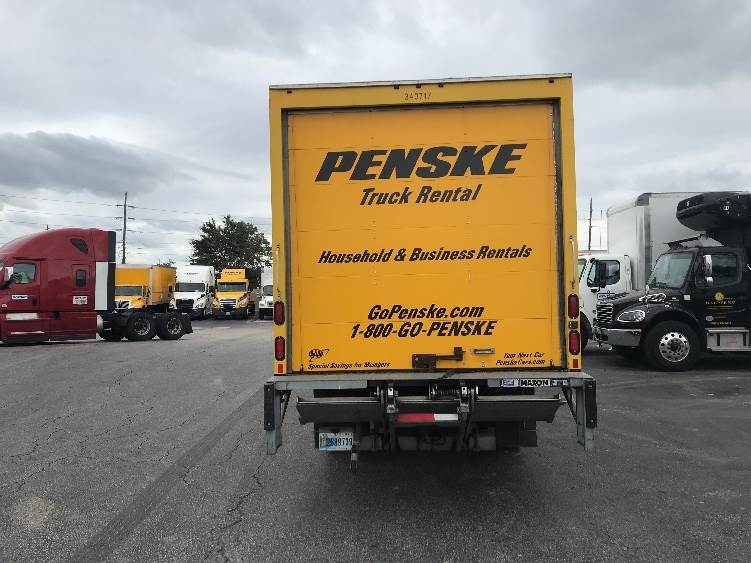 343717
PENSKE
Truck Rental
Household & Business Rentals
GoPenske.com
1-800-GO-PENSKE
AAA
Special Savings for Members
Your Next Car
PenskeCars.com
MAXON